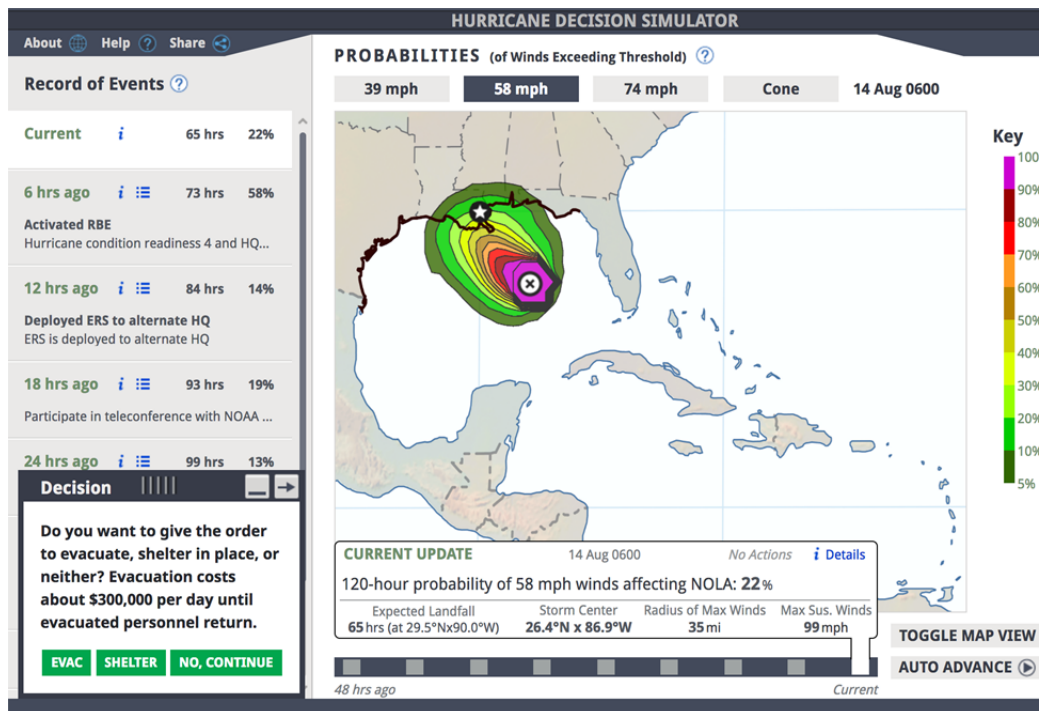 HURRICANE DECISION SIMULATOR
About Help ? Share
Record of Events ?
Current i 65 hrs 22%
6 hrs ago i 73 hrs 58%
Activated RBE
Hurricane condition readiness 4 and HQ...
12 hrs ago i 84 hrs 14%
Deployed ERS to alternate HQ
ERS is deployed to alternate HQ
18 hrs ago i 93 hrs 19%
Participate in teleconference with NOAA ...
24 hrs ago i 99 hrs 13%
Decision
Do you want to give the order
to evacuate, shelter in place, or
neither? Evacuation costs
about $300,000 per day until
evacuated personnel return.
EVAC SHELTER NO, CONTINUE
PROBABILITIES (of Winds Exceeding Threshold) ?
39 mph 58 mph 74 mph Cone 14 Aug 0600
Key
100
90%
80%
70%
60%
50%
40%
30%
20%
10%
5%
CURRENT UPDATE 14 Aug 0600 No Actions i Details
120-hour probability of 58 mph winds affecting NOLA: 22%
Expected Landfall Storm Center Radius of Max Winds Max Sus. Winds
65 hrs (at 29.5°Nx90.0°W) 26.4°N x 86.9°W 35 mi 99 mph
TOGGLE MAP VIEW
AUTO ADVANCE
48 hrs ago Current